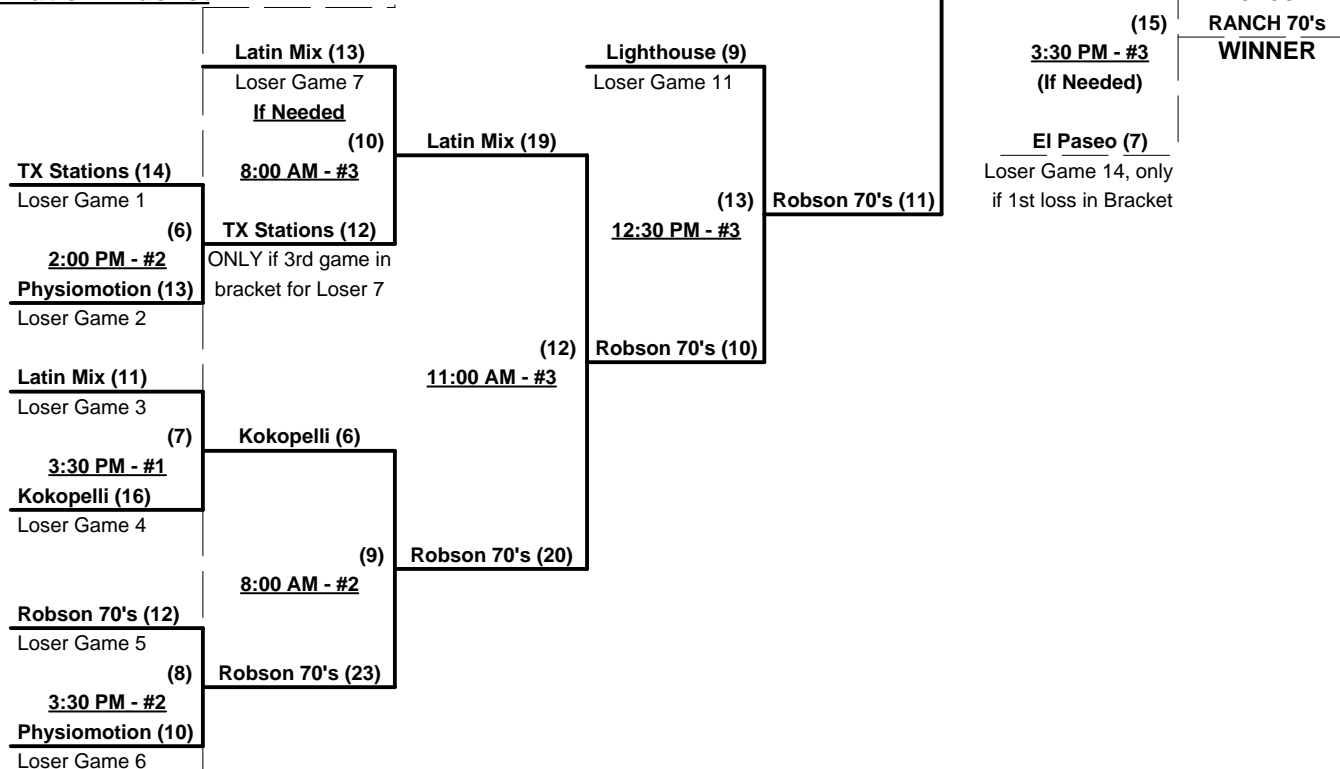 (15)
RANCH 70's
Latin Mix (13)
Lighthouse (9)
3:30 PM - #3
WINNER
Loser Game 7
Loser Game 11
(If Needed)
If Needed
(10)
Latin Mix (19)
El Paseo (7)
TX Stations (14)
8:00 AM - #3
Loser Game 14, only
Loser Game 1
(13)
Robson 70's (11)
if 1st loss in Bracket
(6)
TX Stations (12)
12:30 PM - #3
2:00 PM - #2
ONLY if 3rd game in
Physiomotion (13)
bracket for Loser 7
Loser Game 2
(12)
Robson 70's (10)
Latin Mix (11)
11:00 AM - #3
Loser Game 3
(7)
Kokopelli (6)
3:30 PM - #1
Kokopelli (16)
Loser Game 4
(9)
Robson 70's (20)
8:00 AM - #2
Robson 70's (12)
Loser Game 5
(8)
Robson 70's (23)
3:30 PM - #2
Physiomotion (10)
Loser Game 6